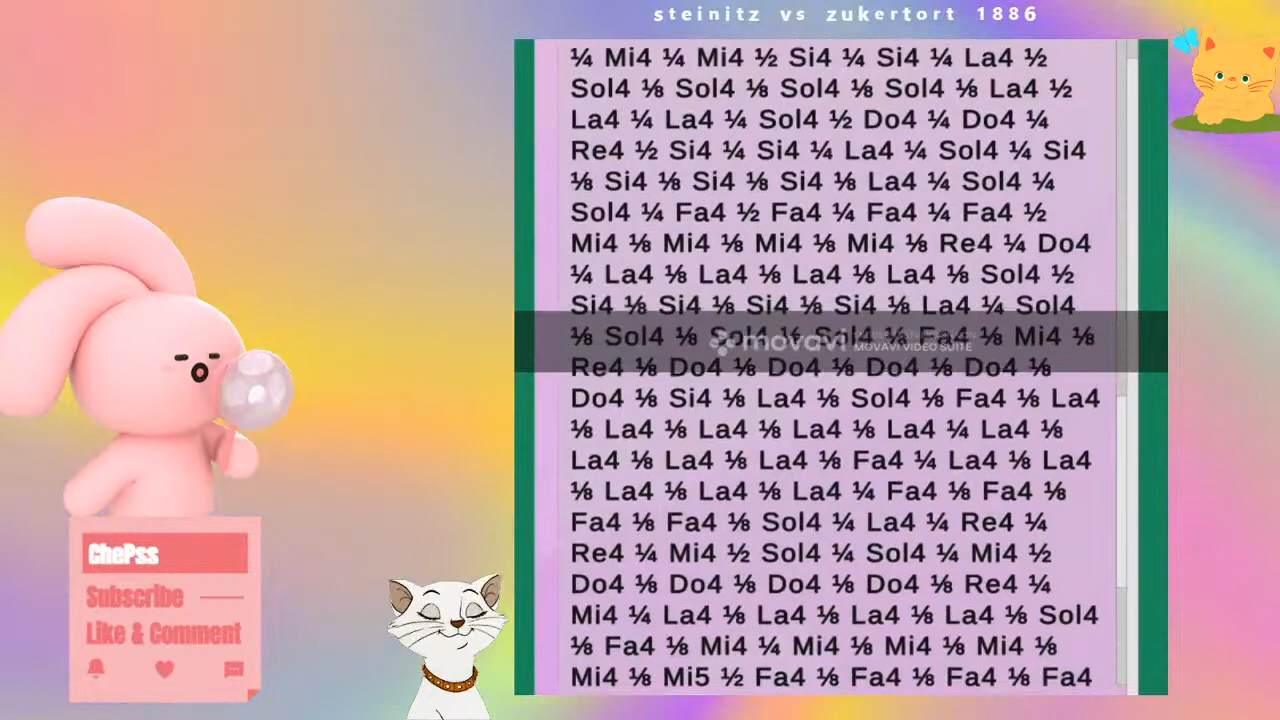 steinitz vs zukertort 1886
¼ Mi4 ¼ Mi4 ½ Si4 ¼ Si4 ¼ La4 ½
Sol4 ⅛ Sol4 ⅛ Sol4 ⅛ Sol4 ⅛ La4 ½
La4 ¼ La4 ¼ Sol4 ½ Do4 ¼ Do4 ¼
Re4 ½ Si4 ¼ Si4 ¼ La4 ¼ Sol4 ¼ Si4
⅛ Si4 ⅛ Si4 ⅛ Si4 ⅛ La4 ¼ Sol4 ¼
Sol4 ¼ Fa4 ½ Fa4 ¼ Fa4 ¼ Fa4 ½
Mi4 ⅛ Mi4 ⅛ Mi4 ⅛ Mi4 ⅛ Re4 ¼ Do4
¼ La4 ⅛ La4 ⅛ La4 ⅛ La4 ⅛ Sol4 ½
Si4 ⅛ Si4 ⅛ Si4 ⅛ Si4 ⅛ La4 ¼ Sol4
⅛ Sol4 ⅛ Sol4 ⅛ Sol4 ⅛ Fa4 ⅛ Mi4 ⅛
movavi
MOVAVI VIDEO SUITE
Re4 ⅛ Do4 ⅛ Do4 ⅛ Do4 ⅛ Do4 ⅛
Do4 ⅛ Si4 ⅛ La4 ⅛ Sol4 ⅛ Fa4 ⅛ La4
⅛ La4 ⅛ La4 ⅛ La4 ⅛ La4 ¼ La4 ⅛
La4 ⅛ La4 ⅛ La4 ⅛ Fa4 ¼ La4 ⅛ La4
⅛ La4 ⅛ La4 ⅛ La4 ¼ Fa4 ⅛ Fa4 ⅛
Fa4 ⅛ Fa4 ⅛ Sol4 ¼ La4 ¼ Re4 ¼
Re4 ¼ Mi4 ½ Sol4 ¼ Sol4 ¼ Mi4 ½
Do4 ⅛ Do4 ⅛ Do4 ⅛ Do4 ⅛ Re4 ¼
Mi4 ¼ La4 ⅛ La4 ⅛ La4 ⅛ La4 ⅛ Sol4
⅛ Fa4 ⅛ Mi4 ¼ Mi4 ⅛ Mi4 ⅛ Mi4 ⅛
Mi4 ⅛ Mi5 ½ Fa4 ⅛ Fa4 ⅛ Fa4 ⅛ Fa4
ChePss
Subscribe
Like & Comment